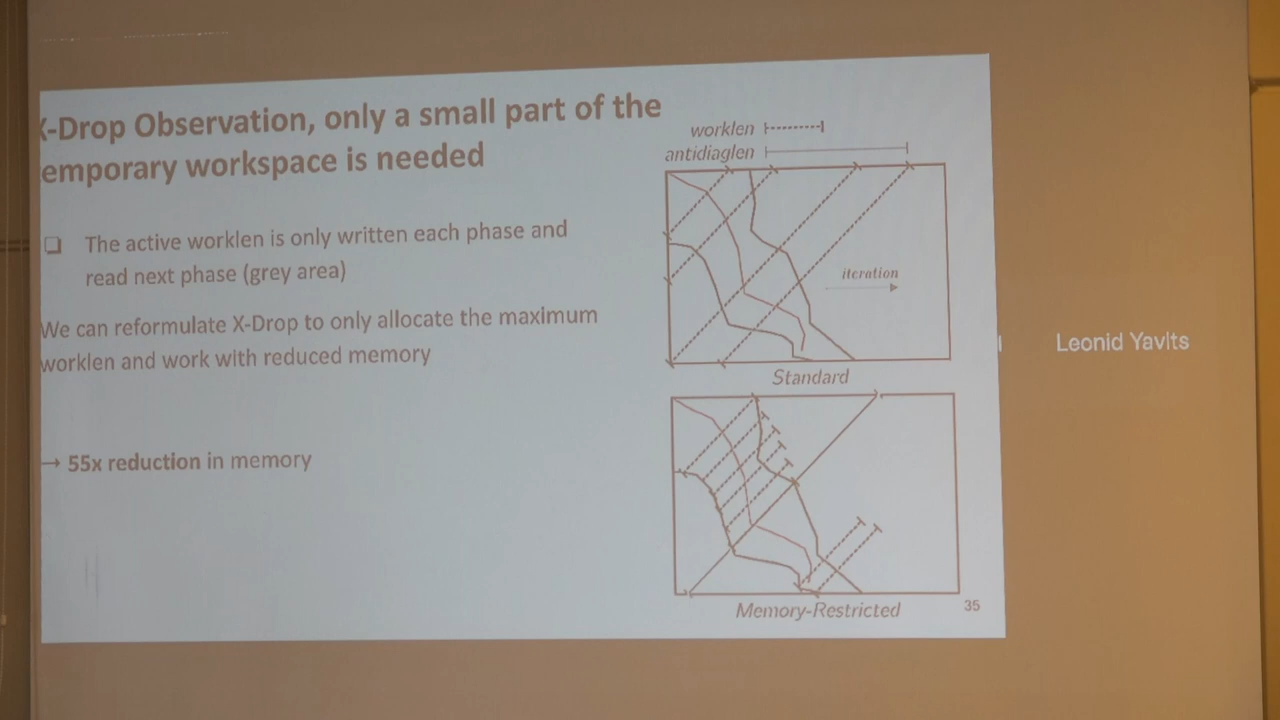 X-Drop Observation, only a small part of the
emporary workspace is needed
❑ The active worklen is only written each phase and
read next phase (grey area)
We can reformulate X-Drop to only allocate the maximum
worklen and work with reduced memory
→ 55x reduction in memory
worklen
antidiaglen
iteration
Standard
Memory-Restricted
35
Leonid Yavits